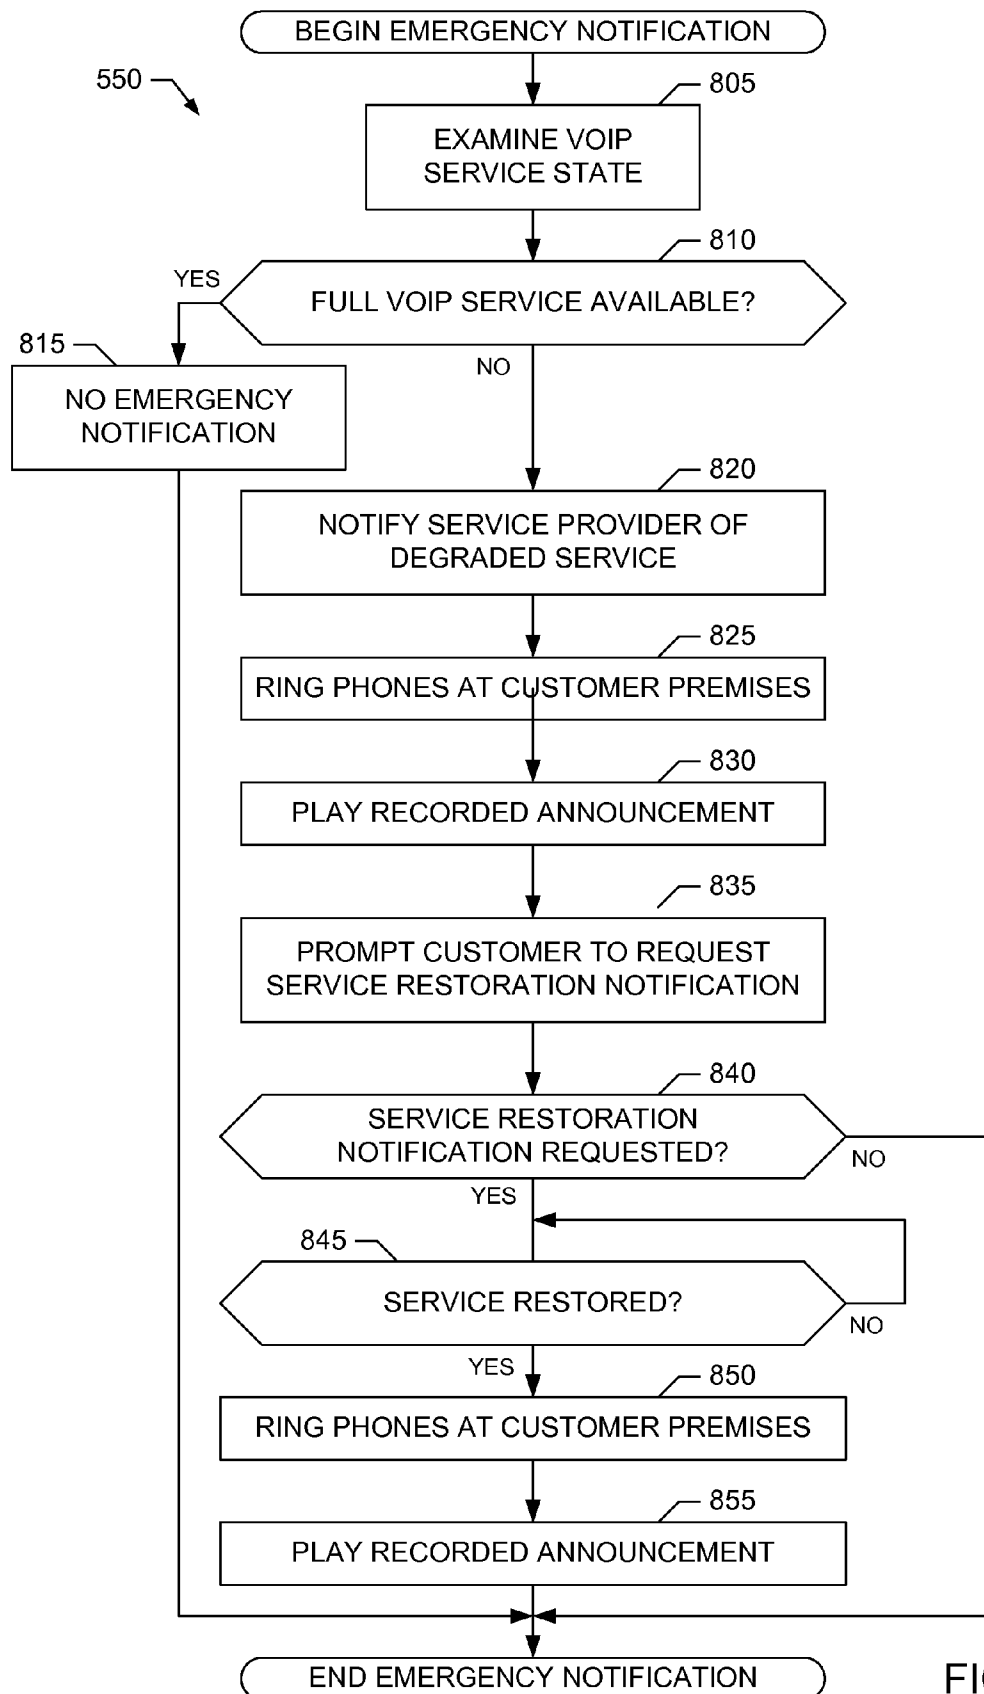 BEGIN EMERGENCY NOTIFICATION
550
805
EXAMINE VOIP
SERVICE STATE
810
YES
FULL VOIP SERVICE AVAILABLE?
815
NO
NO EMERGENCY
NOTIFICATION
820
NOTIFY SERVICE PROVIDER OF
DEGRADED SERVICE
825
RING PHONES AT CUSTOMER PREMISES
830
PLAY RECORDED ANNOUNCEMENT
835
PROMPT CUSTOMER TO REQUEST
SERVICE RESTORATION NOTIFICATION
840
SERVICE RESTORATION
NOTIFICATION REQUESTED?
NO
YES
845
SERVICE RESTORED?
NO
YES
850
RING PHONES AT CUSTOMER PREMISES
855
PLAY RECORDED ANNOUNCEMENT
END EMERGENCY NOTIFICATION